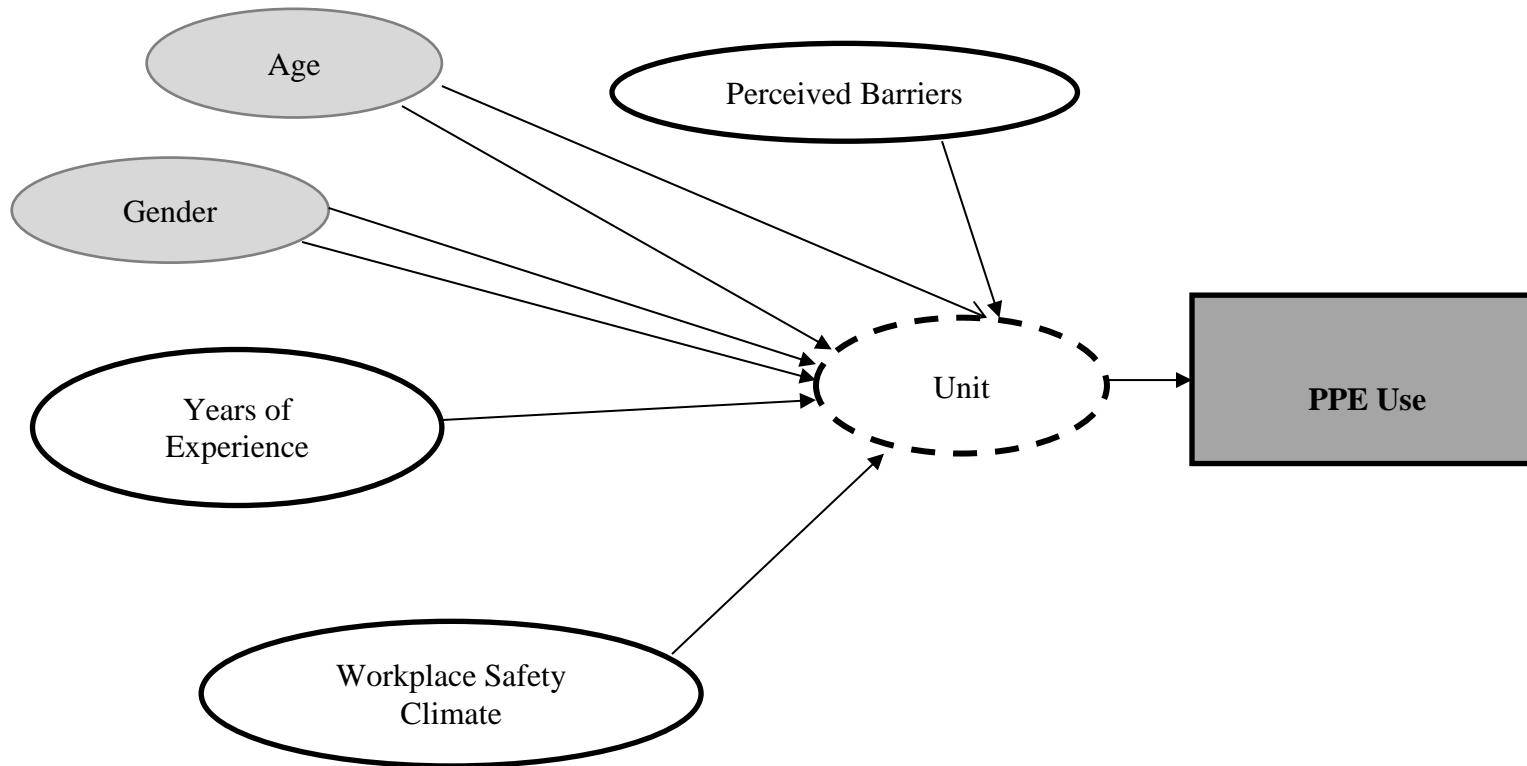 Age
Perceived Barriers
Gender
Years of
Experience
Unit
PPE Use
Workplace Safety
Climate